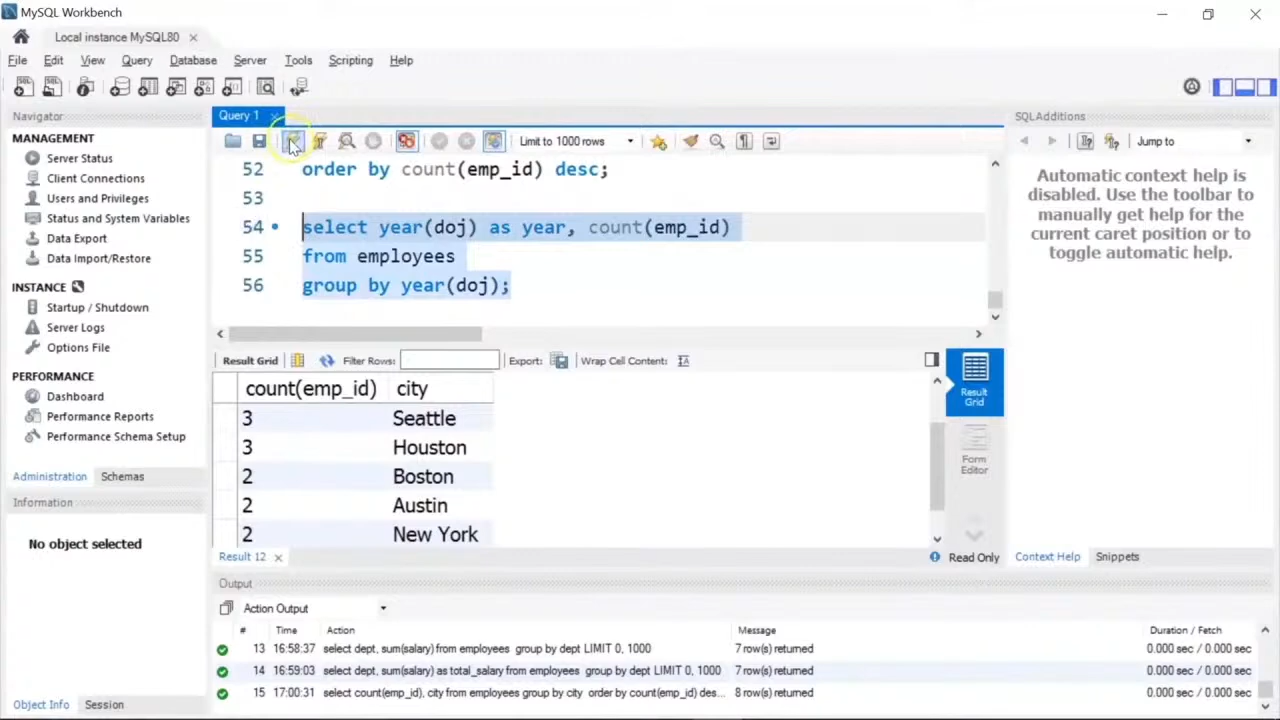 MySQL Workbench
Local instance MySQL80
File Edit View Query Database Server Tools Scripting Help
Navigator
MANAGEMENT
Server Status
Client Connections
Users and Privileges
Status and System Variables
Data Export
Data Import/Restore
INSTANCE
Startup / Shutdown
Server Logs
Options File
PERFORMANCE
Dashboard
Performance Reports
Performance Schema Setup
Administration Schemas
Information
No object selected
Object Info Session
Query 1
Limit to 1000 rows
52 order by count(emp_id) desc;
53
54 select year(doj) as year, count(emp_id)
55 from employees
56 group by year(doj);
Result Grid Filter Rows: Export: Wrap Cell Content:
count(emp_id) city
3 Seattle
3 Houston
2 Boston
2 Austin
2 New York
Result Grid
Form Editor
Result 12
Read Only
Output
Action Output
# Time Action Message Duration / Fetch
13 16:58:37 select dept, sum(salary) from employees group by dept LIMIT 0, 1000 7 row(s) returned 0.000 sec / 0.000 sec
14 16:59:03 select dept, sum(salary) as total_salary from employees group by dept LIMIT 0, 1000 7 row(s) returned 0.000 sec / 0.000 sec
15 17:00:31 select count(emp_id), city from employees group by city order by count(emp_id) des... 8 row(s) returned 0.000 sec / 0.000 sec
SQLAdditions
Jump to
Automatic context help is
disabled. Use the toolbar to
manually get help for the
current caret position or to
toggle automatic help.
Context Help Snippets